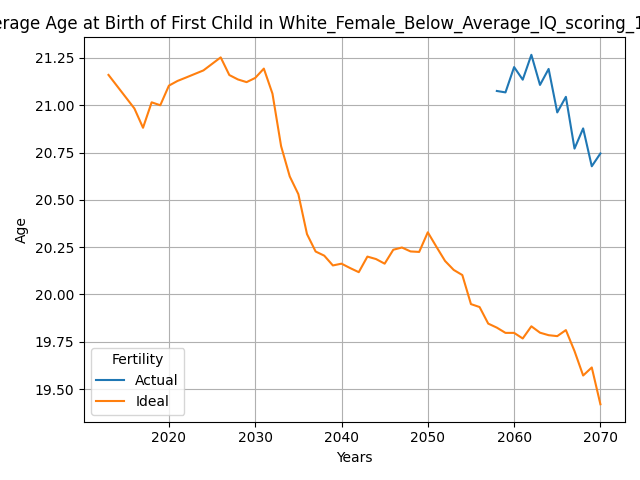 erage Age at Birth of First Child in White_Female_Below_Average_IQ_scoring_1
21.25
21.00
20.75
20.50
20.25
20.00
19.75
19.50
Age
Fertility
Actual
Ideal
2020 2030 2040 2050 2060 2070
Years